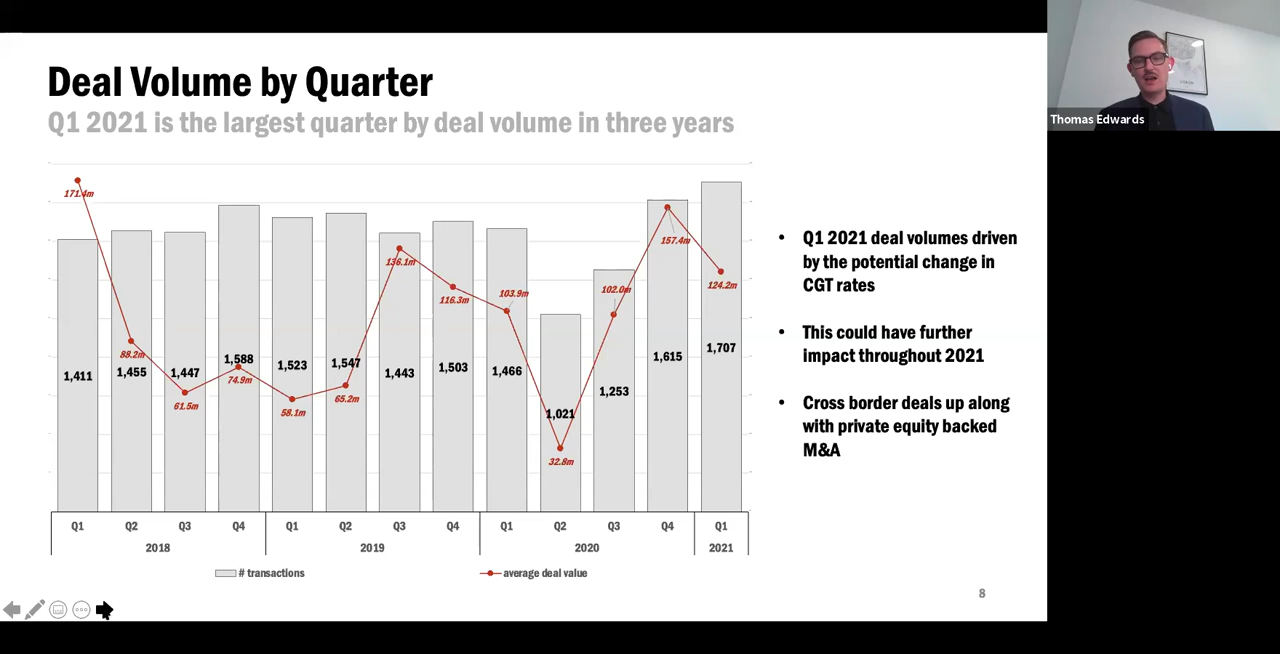 Deal Volume by Quarter
Q1 2021 is the largest quarter by deal volume in three years
171.4m
88.2m
61.5m
74.9m
58.1m
65.2m
136.1m
116.3m
103.9m
32.8m
102.0m
157.4m
124.2m
1,411
1,455
1,447
1,588
1,523
1,547
1,443
1,503
1,466
1,021
1,253
1,615
1,707
Q1 Q2 Q3 Q4 Q1 Q2 Q3 Q4 Q1 Q2 Q3 Q4 Q1
2018 2019 2020 2021
# transactions
average deal value
• Q1 2021 deal volumes driven
by the potential change in
CGT rates
• This could have further
impact throughout 2021
• Cross border deals up along
with private equity backed
M&A
8
Thomas Edwards